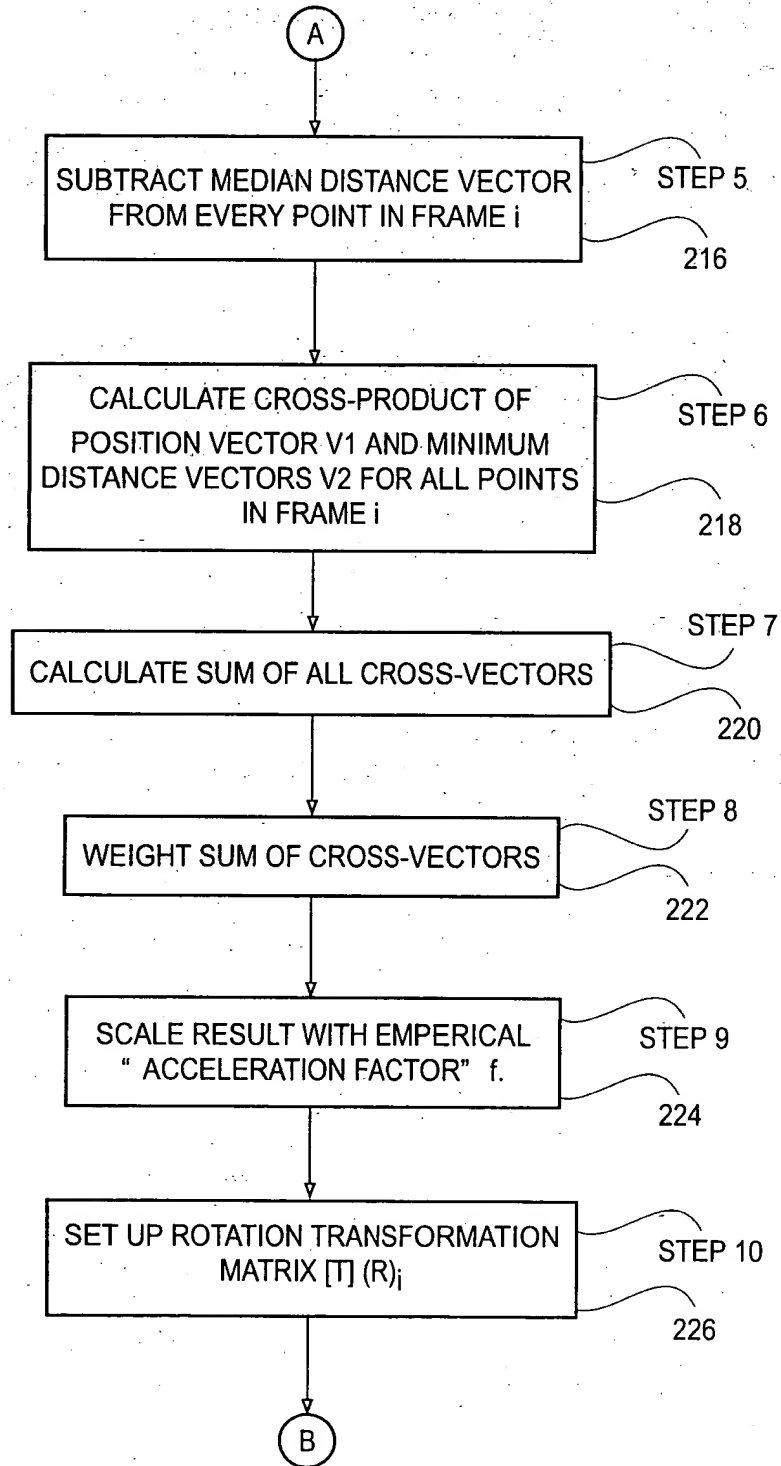 A
SUBTRACT MEDIAN DISTANCE VECTOR
FROM EVERY POINT IN FRAME i
STEP 5
216
CALCULATE CROSS-PRODUCT OF
POSITION VECTOR V1 AND MINIMUM
DISTANCE VECTORS V2 FOR ALL POINTS
IN FRAME i
STEP 6
218
CALCULATE SUM OF ALL CROSS-VECTORS
STEP 7
220
WEIGHT SUM OF CROSS-VECTORS
STEP 8
222
SCALE RESULT WITH EMPERICAL
“ ACCELERATION FACTOR” f.
STEP 9
224
SET UP ROTATION TRANSFORMATION
MATRIX [T] (R)i
STEP 10
226
B